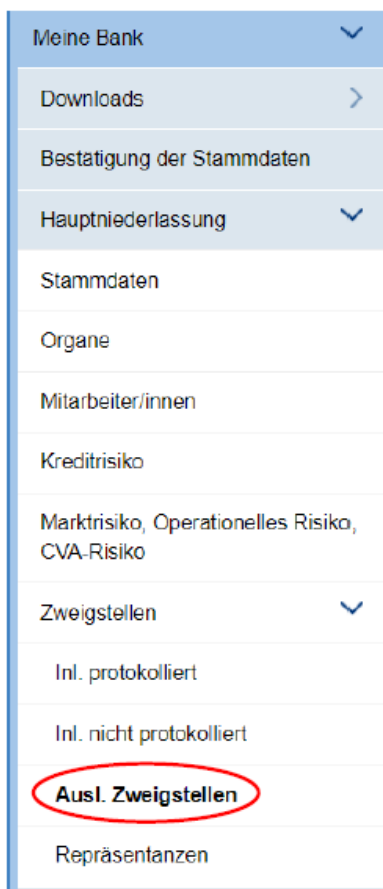 Meine Bank
Downloads
Bestätigung der Stammdaten
Hauptniederlassung
Stammdaten
Organe
Mitarbeiter/innen
Kreditrisiko
Marktrisiko, Operationelles Risiko,
CVA-Risiko
Zweigstellen
Inl. protokolliert
Inl. nicht protokolliert
Ausl. Zweigstellen
Repräsentanzen